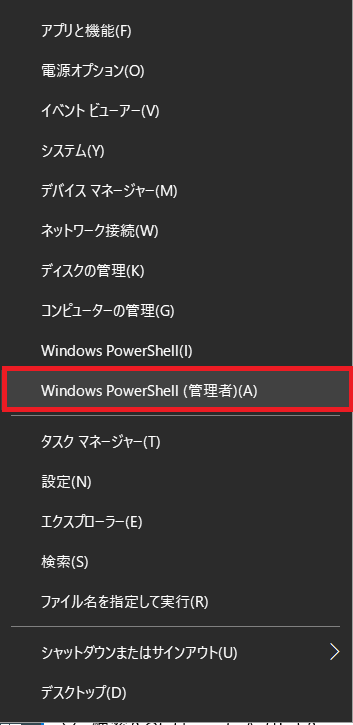 アプリと機能(F)
電源オプション(O)
イベント ビューアー(V)
システム(Y)
デバイス マネージャー(M)
ネットワーク接続(W)
ディスクの管理(K)
コンピューターの管理(G)
Windows PowerShell(I)
Windows PowerShell (管理者)(A)
タスク マネージャー(T)
設定(N)
エクスプローラー(E)
検索(S)
ファイル名を指定して実行(R)
シャットダウンまたはサインアウト(U)
デスクトップ(D)